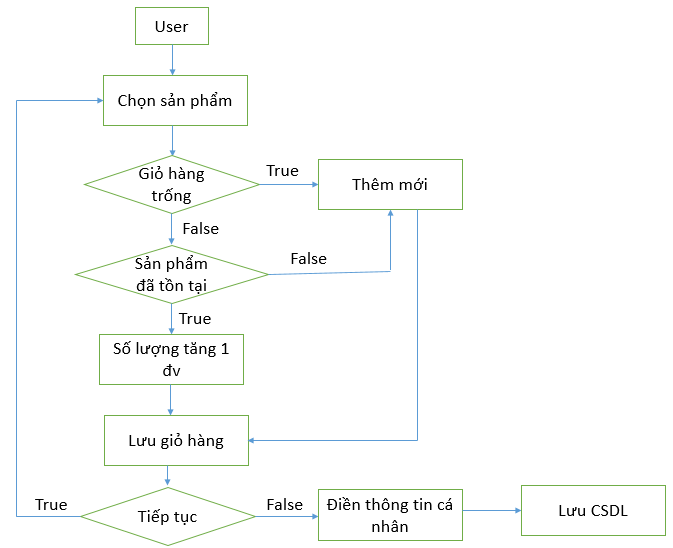 User
Chọn sản phẩm
Giỏ hàng
trống
True
Thêm mới
False
Sản phẩm
đã tồn tại
False
True
Số lượng tăng 1
đv
Lưu giỏ hàng
True
Tiếp tục
False
Điền thông tin cá
nhân
Lưu CSDL